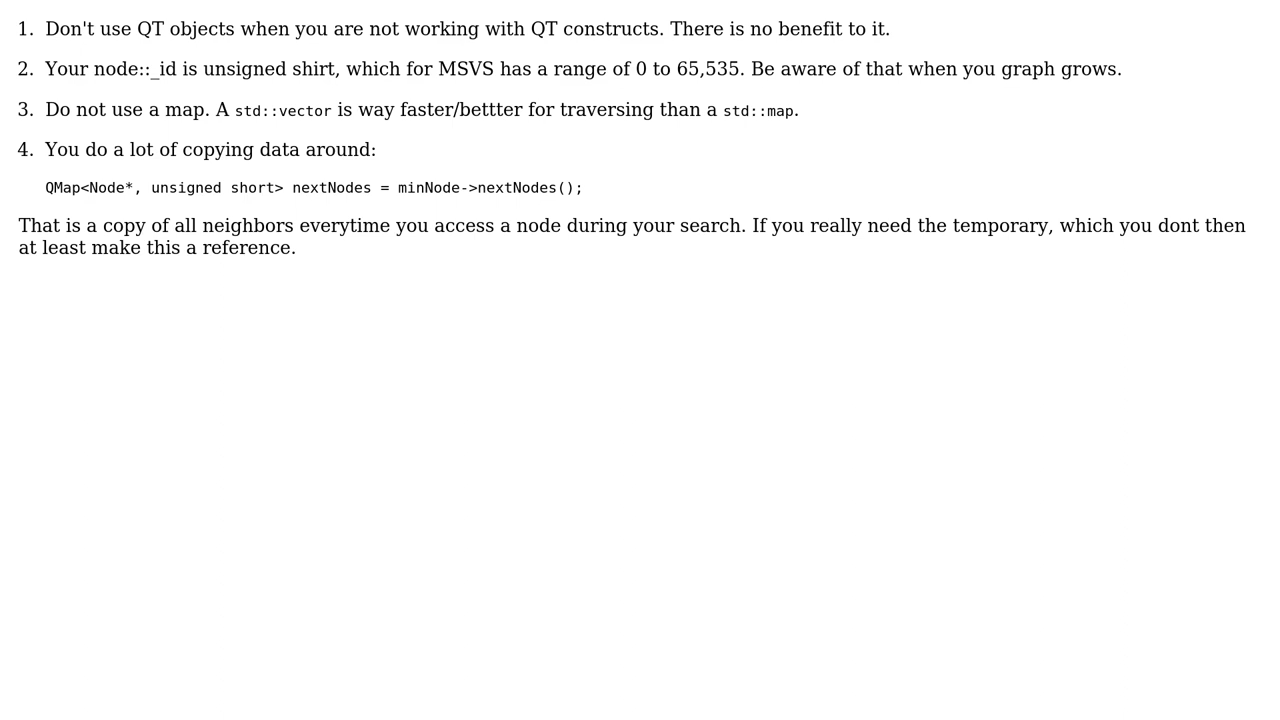 1. Don't use QT objects when you are not working with QT constructs. There is no benefit to it.
2. Your node::_id is unsigned shirt, which for MSVS has a range of 0 to 65,535. Be aware of that when you graph grows.
3. Do not use a map. A std::vector is way faster/bettter for traversing than a std::map.
4. You do a lot of copying data around:
QMap<Node*, unsigned short> nextNodes = minNode->nextNodes();
That is a copy of all neighbors everytime you access a node during your search. If you really need the temporary, which you dont then
at least make this a reference.